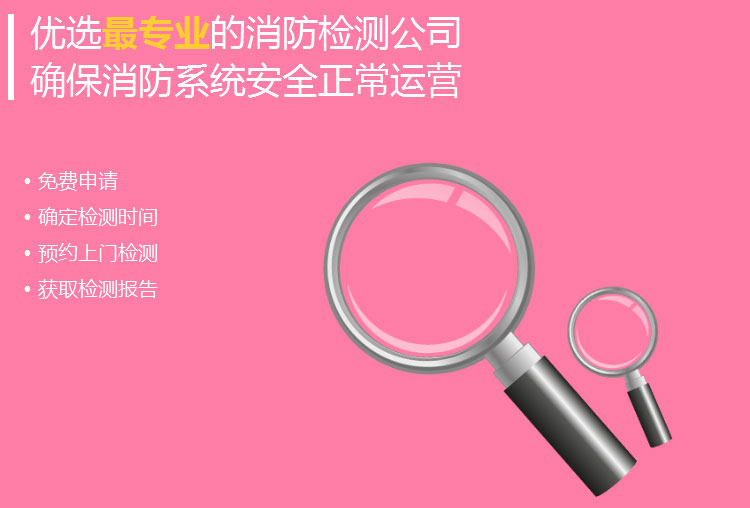 优选最专业的消防检测公司
确保消防系统安全正常运营
• 免费申请
• 确定检测时间
• 预约上门检测
• 获取检测报告